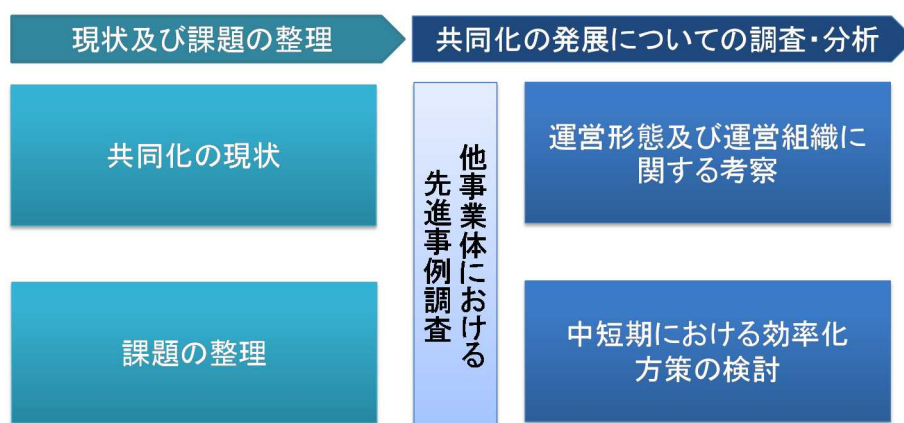 現状及び課題の整理
共同化の発展についての調査・分析
共同化の現状
課題の整理
他事業体における
先進事例調査
運営形態及び運営組織に
関する考察
中短期における効率化
方策の検討